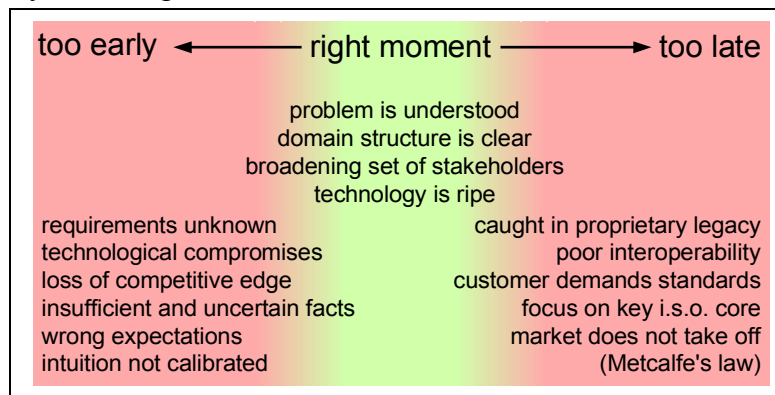 too early right moment too late
problem is understood
domain structure is clear
broadening set of stakeholders
technology is ripe
requirements unknown
technological compromises
loss of competitive edge
insufficient and uncertain facts
wrong expectations
intuition not calibrated
caught in proprietary legacy
poor interoperability
customer demands standards
focus on key i.s.o. core
market does not take off
(Metcalfe's law)